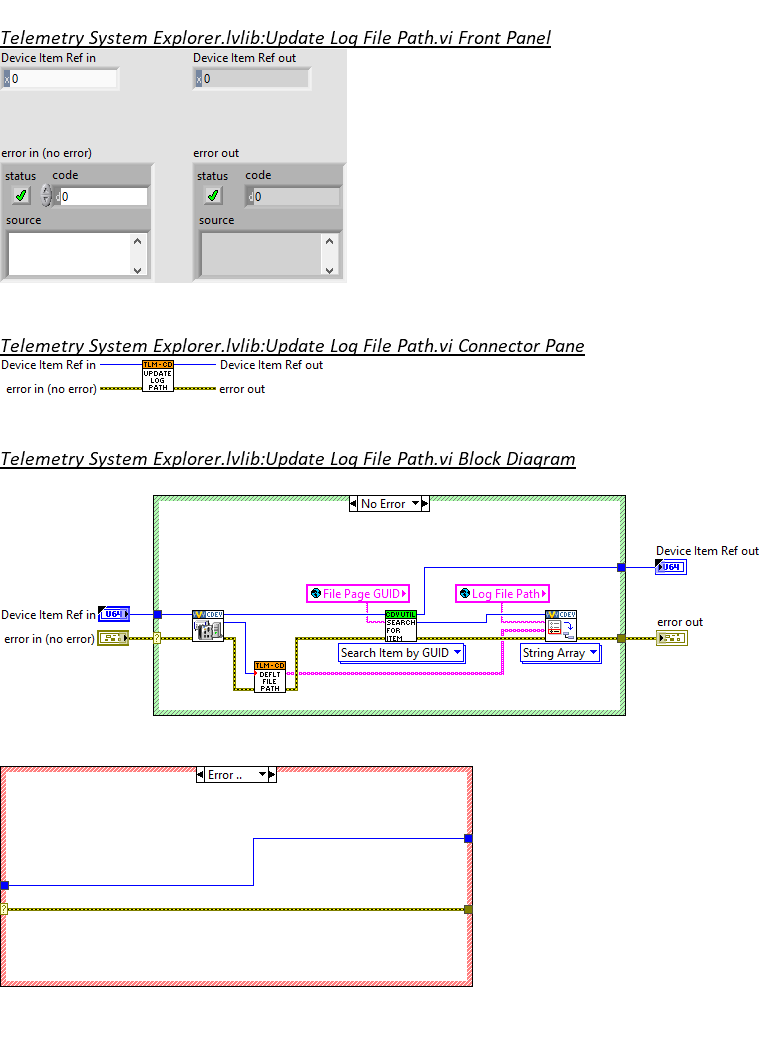 Telemetry System Explorer.lvlib:Update Log File Path.vi Front Panel
Device Item Ref in
Device Item Ref out
x 0
x 0
error in (no error)
error out
status code
status code
d 0
d 0
source
source
Telemetry System Explorer.lvlib:Update Log File Path.vi Connector Pane
Device Item Ref in
TLM-CD
UPDATE
LOG
PATH
Device Item Ref out
error in (no error)
error out
Telemetry System Explorer.lvlib:Update Log File Path.vi Block Diagram
No Error
Device Item Ref out
U64
File Page GUID
Log File Path
Device Item Ref in
U64
CDEV
CDV UTIL
SEARCH
FOR
ITEM
CDEV
error out
error in (no error)
?
Search Item by GUID
String Array
TLM-CD
DEFLT
FILE
PATH
Error ..
?